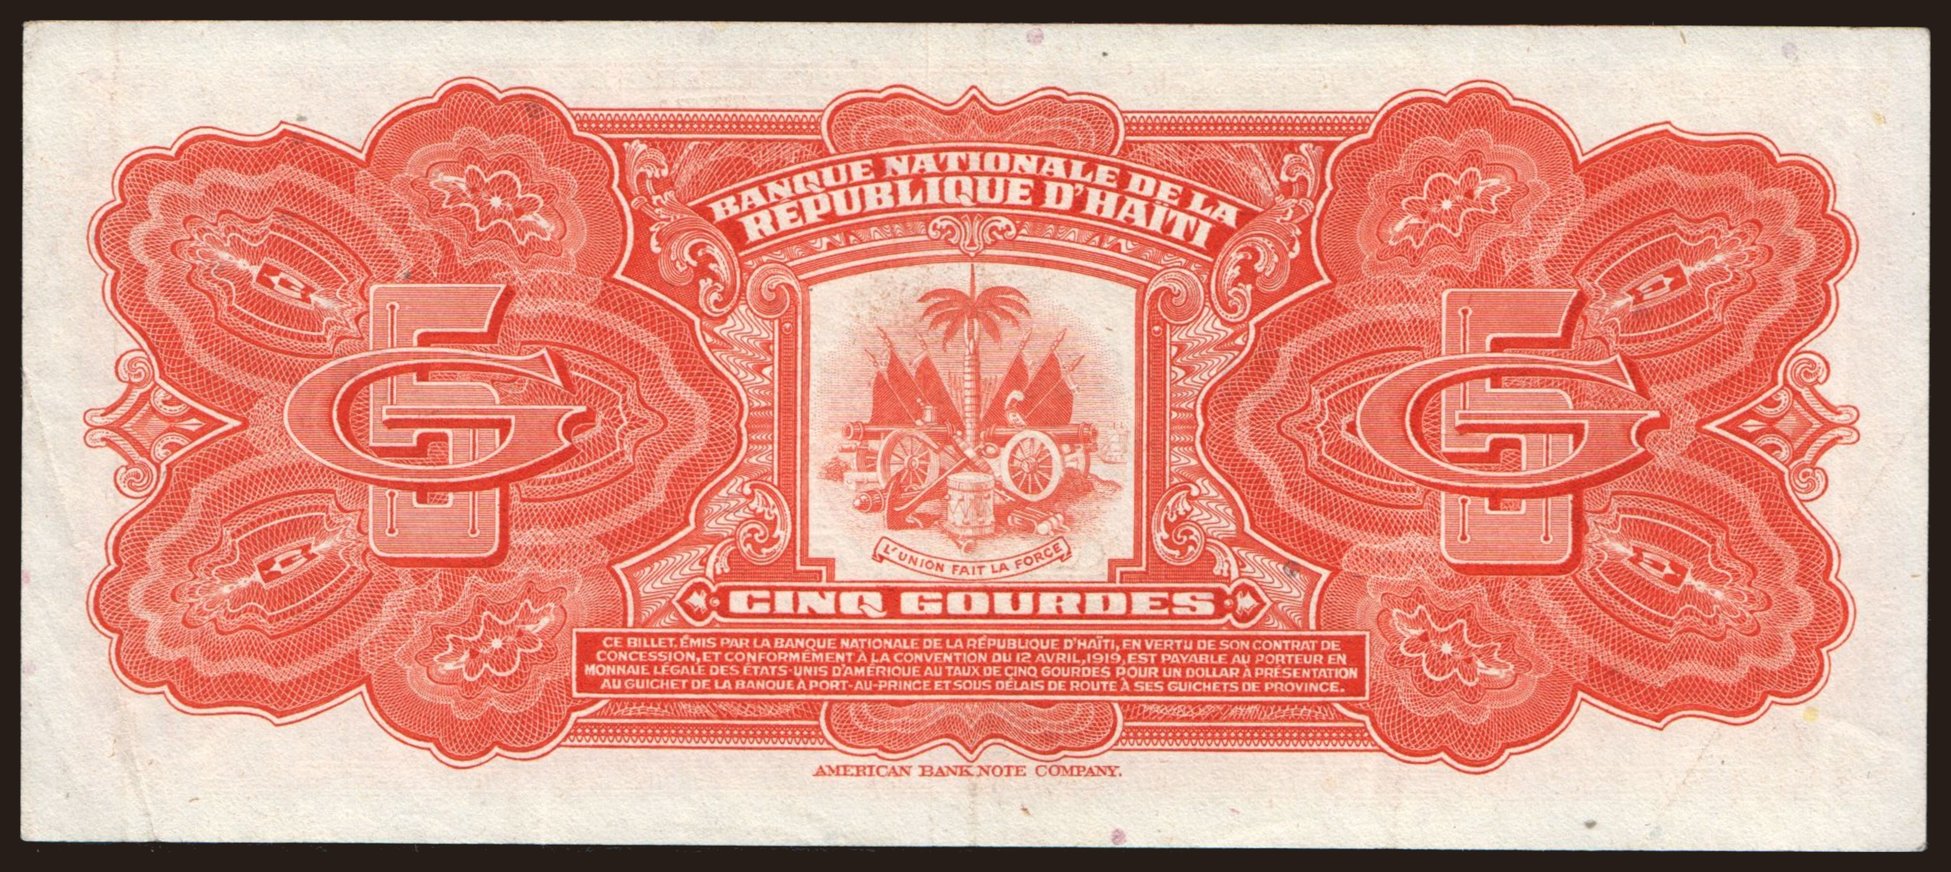 BANQUE NATIONALE DE LA
RÉPUBLIQUE D'HAÏTI
5
G
5
G
L'UNION FAIT LA FORCE
CINQ GOURDES
CE BILLET, ÉMIS PAR LA BANQUE NATIONALE DE LA RÉPUBLIQUE D'HAÏTI, EN VERTU DE SON CONTRAT DE
CONCESSION, ET CONFORMÉMENT À LA CONVENTION DU 12 AVRIL, 1919, EST PAYABLE AU PORTEUR EN
MONNAIE LÉGALE DES ÉTATS-UNIS D'AMÉRIQUE AU TAUX DE CINQ GOURDES POUR UN DOLLAR À PRÉSENTATION
AU GUICHET DE LA BANQUE À PORT-AU-PRINCE ET SOUS DÉLAIS DE ROUTE À SES GUICHETS DE PROVINCE.
AMERICAN BANK NOTE COMPANY.